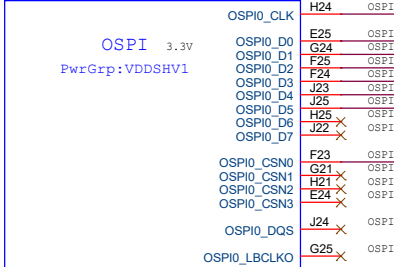 OSPI0_CLK H24 OSPI
OSPI 3.3V
PwrGrp:VDDSHV1
OSPI0_D0 E25 OSPI
OSPI0_D1 G24 OSPI
OSPI0_D2 F25 OSPI
OSPI0_D3 F24 OSPI
OSPI0_D4 J23 OSPI
OSPI0_D5 J25 OSPI
OSPI0_D6 H25 OSPI
OSPI0_D7 J22 OSPI
OSPI0_CSN0 F23 OSPI
OSPI0_CSN1 G21 OSPI
OSPI0_CSN2 H21 OSPI
OSPI0_CSN3 E24 OSPI
OSPI0_DQS J24 OSPI
OSPI0_LBCLKO G25 OSPI